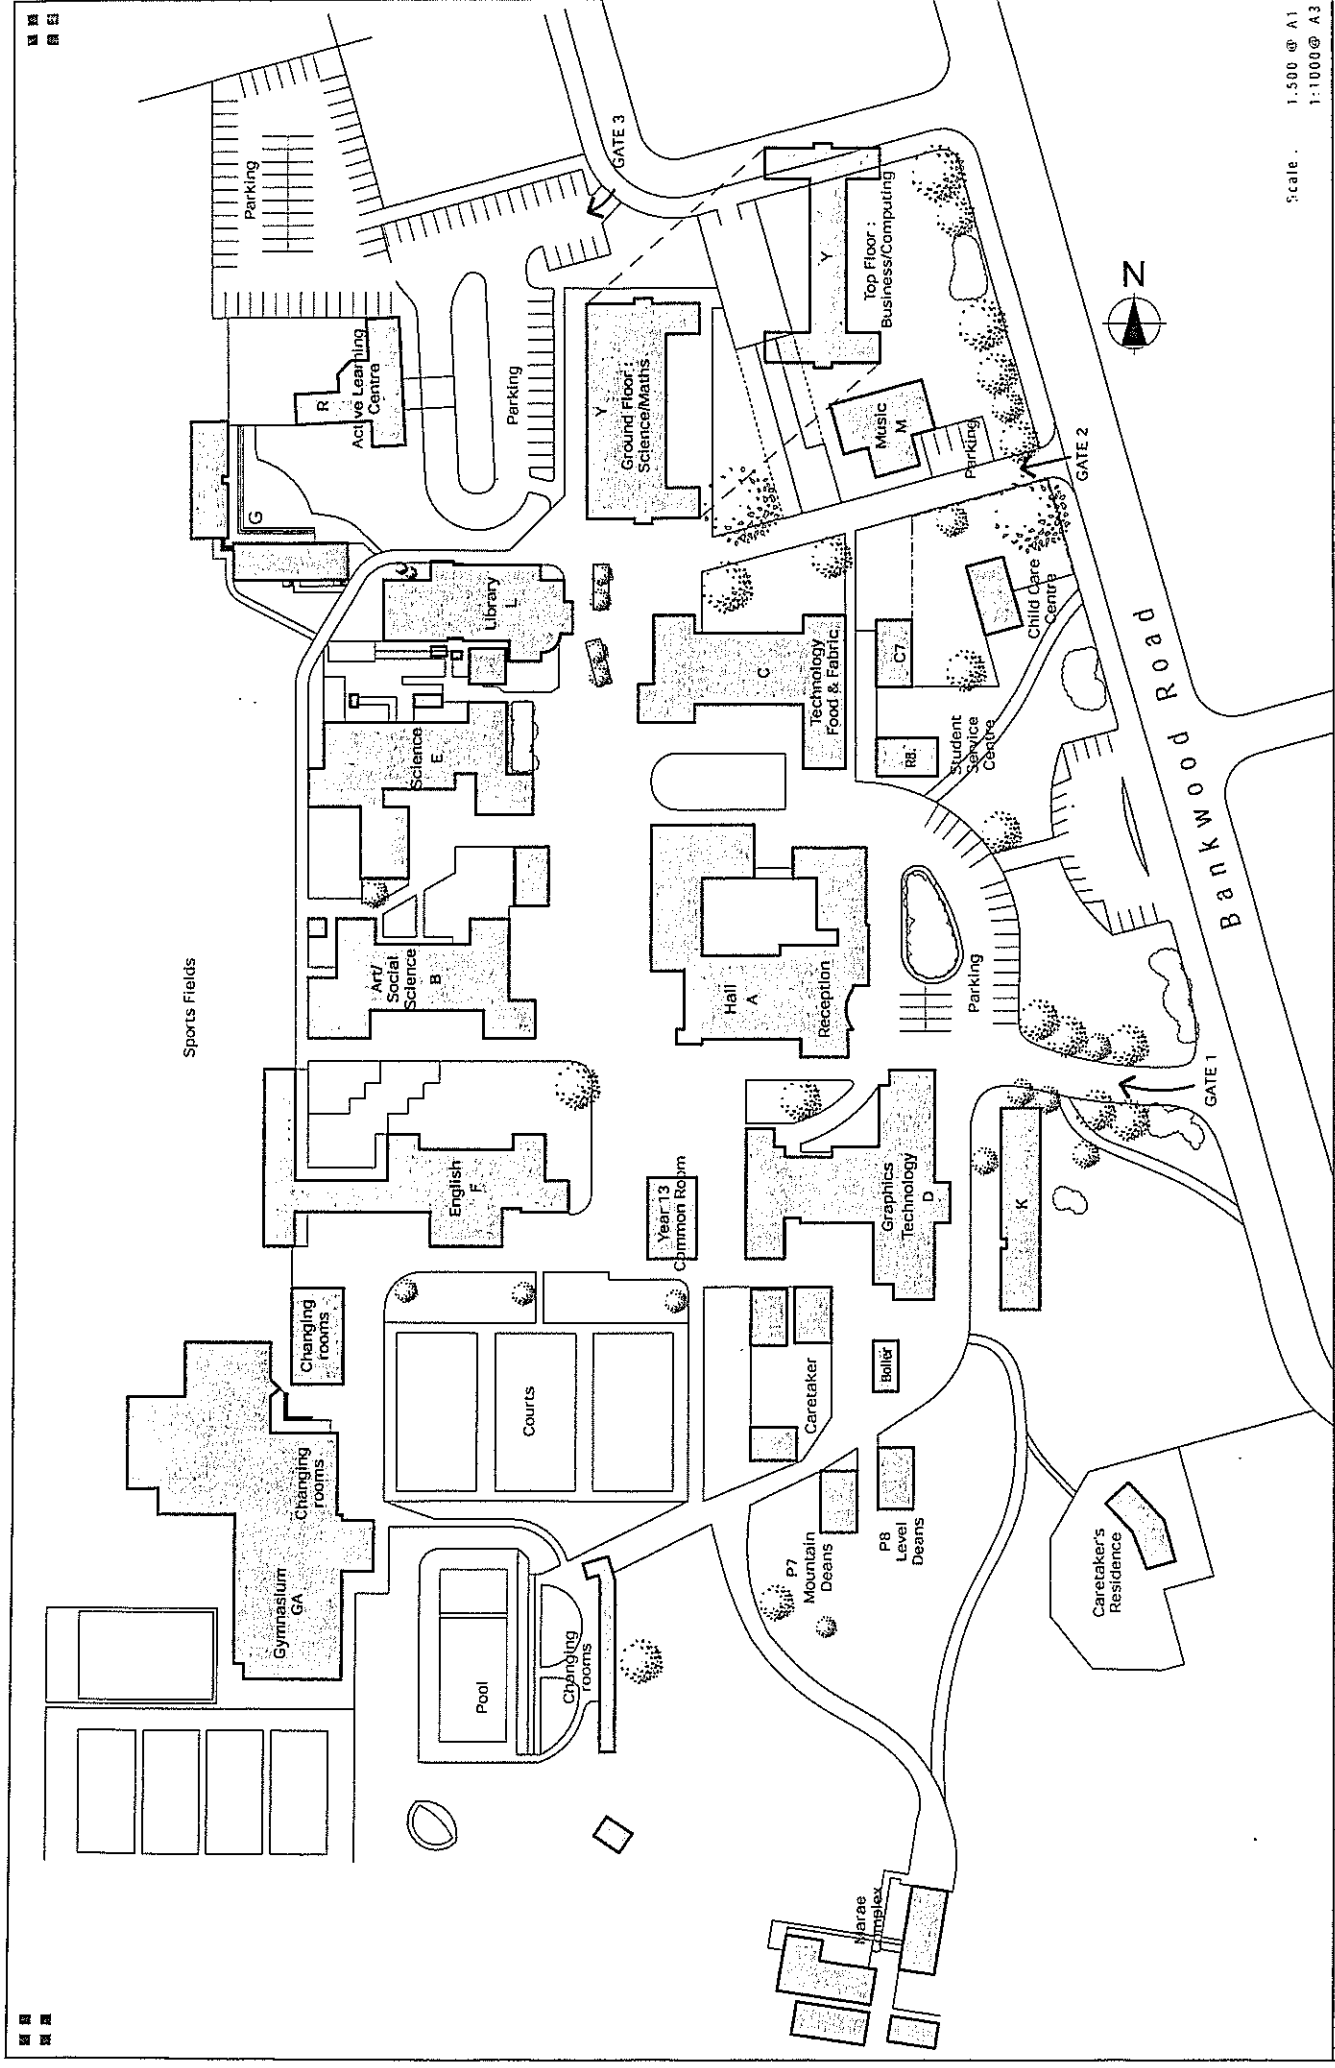 Sports Fields
Gymnasium
GA
Changing
rooms
Changing
rooms
English
F
Art/
Social
Science
B
Science
E
Library
L
G
R
Active Learning
Centre
Parking
Parking
GATE 3
Pool
Changing
rooms
Courts
Year 13
Common Room
Hall
A
Reception
C
Technology
Food & Fabric
Y
Ground Floor :
Science/Maths
Y
Top Floor :
Business/Computing
Music
M
Parking
GATE 2
P7
Mountain
Deans
P8
Level
Deans
Caretaker
Boiler
Graphics
Technology
D
K
Parking
R8.
C7
Student
Service
Centre
Child Care
Centre
Marae
Complex
Caretaker's
Residence
GATE 1
Bankwood Road
N
Scale . 1.500 @ A1
1:1000@ A3